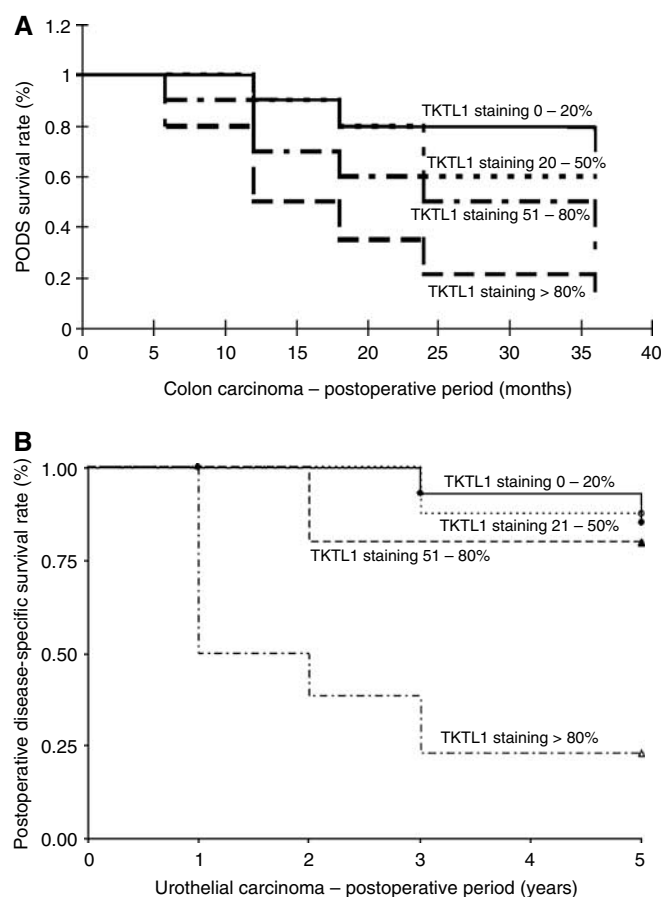 A
1.2
1
0.8
0.6
0.4
0.2
0
PODS survival rate (%)
TKTL1 staining 0 – 20%
TKTL1 staining 20 – 50%
TKTL1 staining 51 – 80%
TKTL1 staining > 80%
0 5 10 15 20 25 30 35 40
Colon carcinoma – postoperative period (months)
B
1.00
0.75
0.50
0.25
0.00
Postoperative disease-specific survival rate (%)
TKTL1 staining 0 – 20%
TKTL1 staining 21 – 50%
TKTL1 staining 51 – 80%
TKTL1 staining > 80%
0 1 2 3 4 5
Urothelial carcinoma – postoperative period (years)